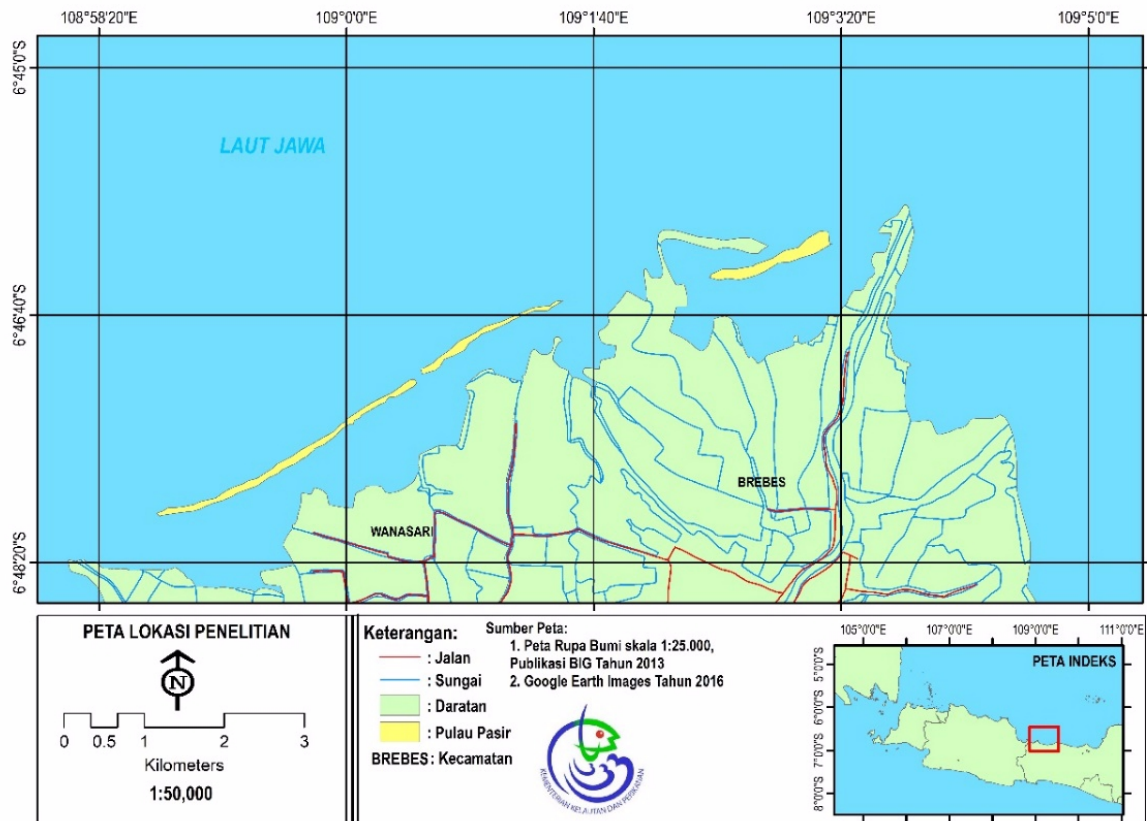 108°58'20"E 109°0'0"E 109°1'40"E 109°3'20"E 109°5'0"E
6°45'0"S
LAUT JAWA
6°46'40"S
BREBES
WANASARI
6°48'20"S
PETA LOKASI PENELITIAN
N
0 0.5 1 2 3
Kilometers
1:50,000
Keterangan:
: Jalan
: Sungai
: Daratan
: Pulau Pasir
BREBES : Kecamatan
Sumber Peta:
1. Peta Rupa Bumi skala 1:25.000,
Publikasi BIG Tahun 2013
2. Google Earth Images Tahun 2016
KEMENTERIAN KELAUTAN DAN PERIKANAN
105°0'0"E 107°0'0"E 109°0'0"E 111°0'0"E
PETA INDEKS
5°0'0"S
6°0'0"S
7°0'0"S
8°0'0"S